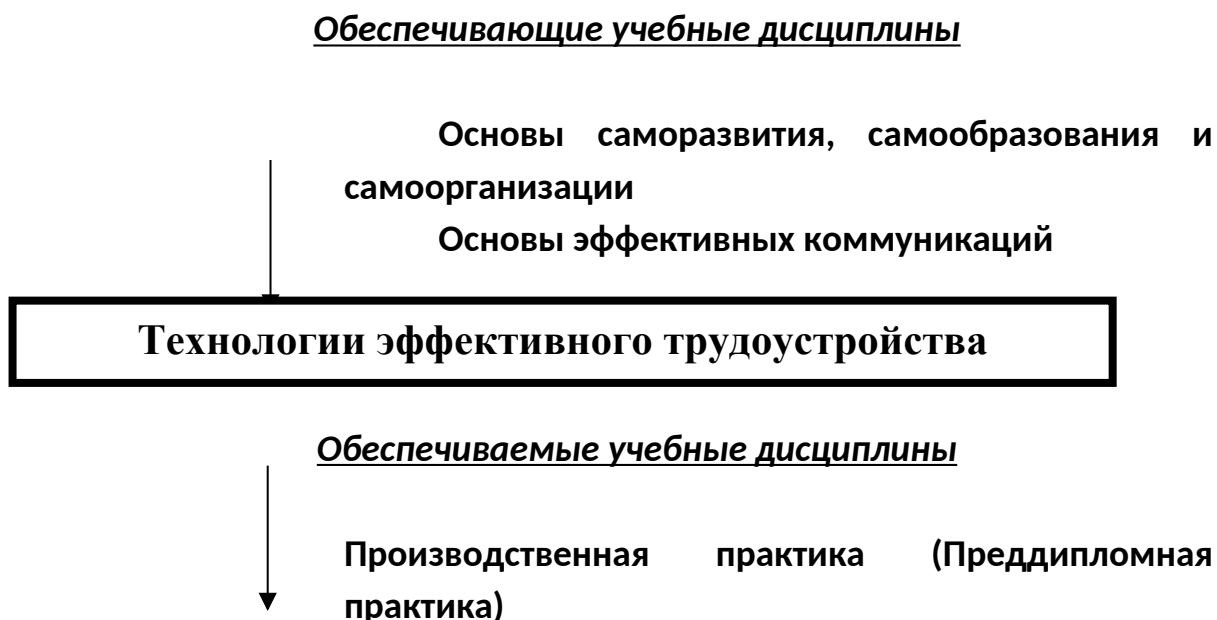 Обеспечивающие учебные дисциплины
Основы саморазвития, самообразования и
самоорганизации
Основы эффективных коммуникаций
Технологии эффективного трудоустройства
Обеспечиваемые учебные дисциплины
Производственная практика (Преддипломная
практика)